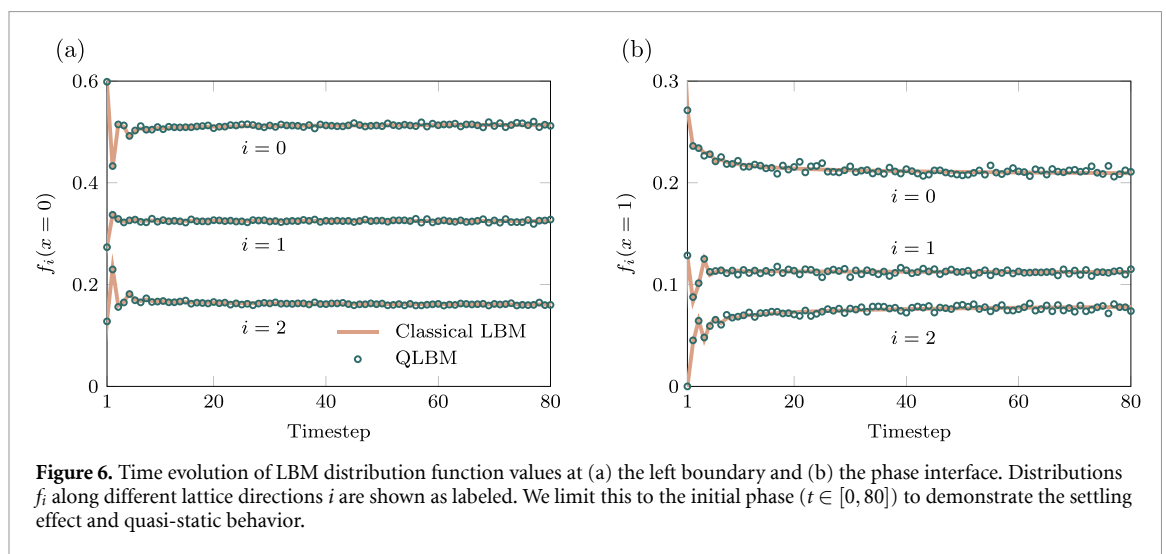 (a)
0.6
0.4
0.2
0
f_i(x = 0)
i = 0
i = 1
i = 2
Classical LBM
QLBM
1 20 40 60 80
Timestep
(b)
0.3
0.2
0.1
0
f_i(x = 1)
i = 0
i = 1
i = 2
1 20 40 60 80
Timestep
Figure 6. Time evolution of LBM distribution function values at (a) the left boundary and (b) the phase interface. Distributions
f_i along different lattice directions i are shown as labeled. We limit this to the initial phase (t ∈ [0, 80]) to demonstrate the settling
effect and quasi-static behavior.